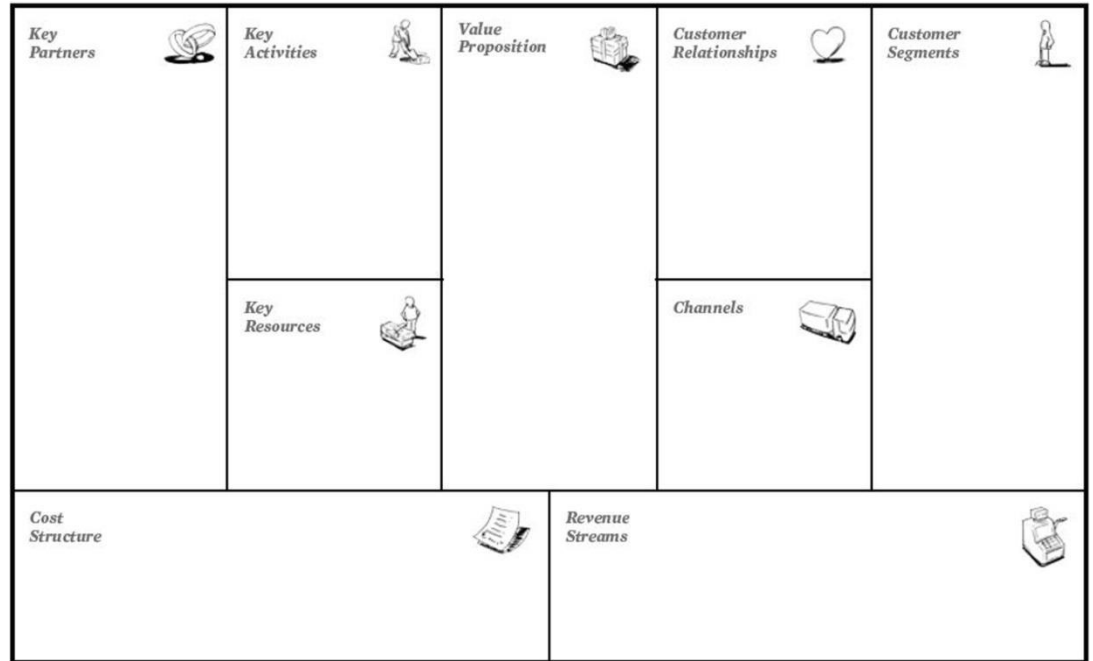 Key
Partners
Key
Activities
Value
Proposition
Customer
Relationships
Customer
Segments
Key
Resources
Channels
Cost
Structure
Revenue
Streams